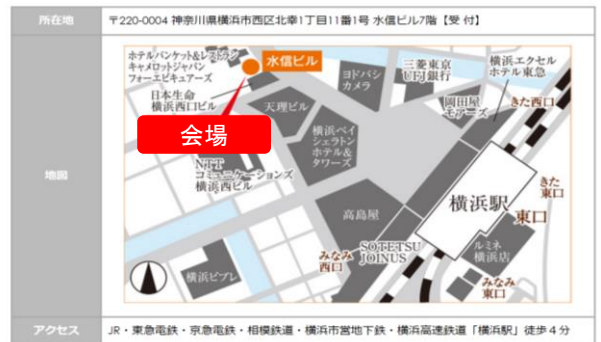 所在地
〒220-0004 神奈川県横浜市西区北幸1丁目11番1号 水信ビル7階【受 付】
地図
ホテルバンケット&レストラン
キャメロットジャパン
フォーエピキュアーズ
水信ビル
日本生命
横浜西口ビル
会場
天理ビル
ヨドバシ
カメラ
三菱東京
UFJ銀行
横浜エクセル
ホテル東急
岡田屋
モアーズ
きた西口
横浜ベイ
シェラトン
ホテル&
タワーズ
NTT
コミュニケーションズ
横浜西ビル
高島屋
横浜駅
きた
東口
東口
SOTETSU
JOINUS
みなみ
西口
ルミネ
横浜店
みなみ
東口
横浜ビブレ
アクセス
JR・東急電鉄・京急電鉄・相模鉄道・横浜市営地下鉄・横浜高速鉄道「横浜駅」徒歩4分